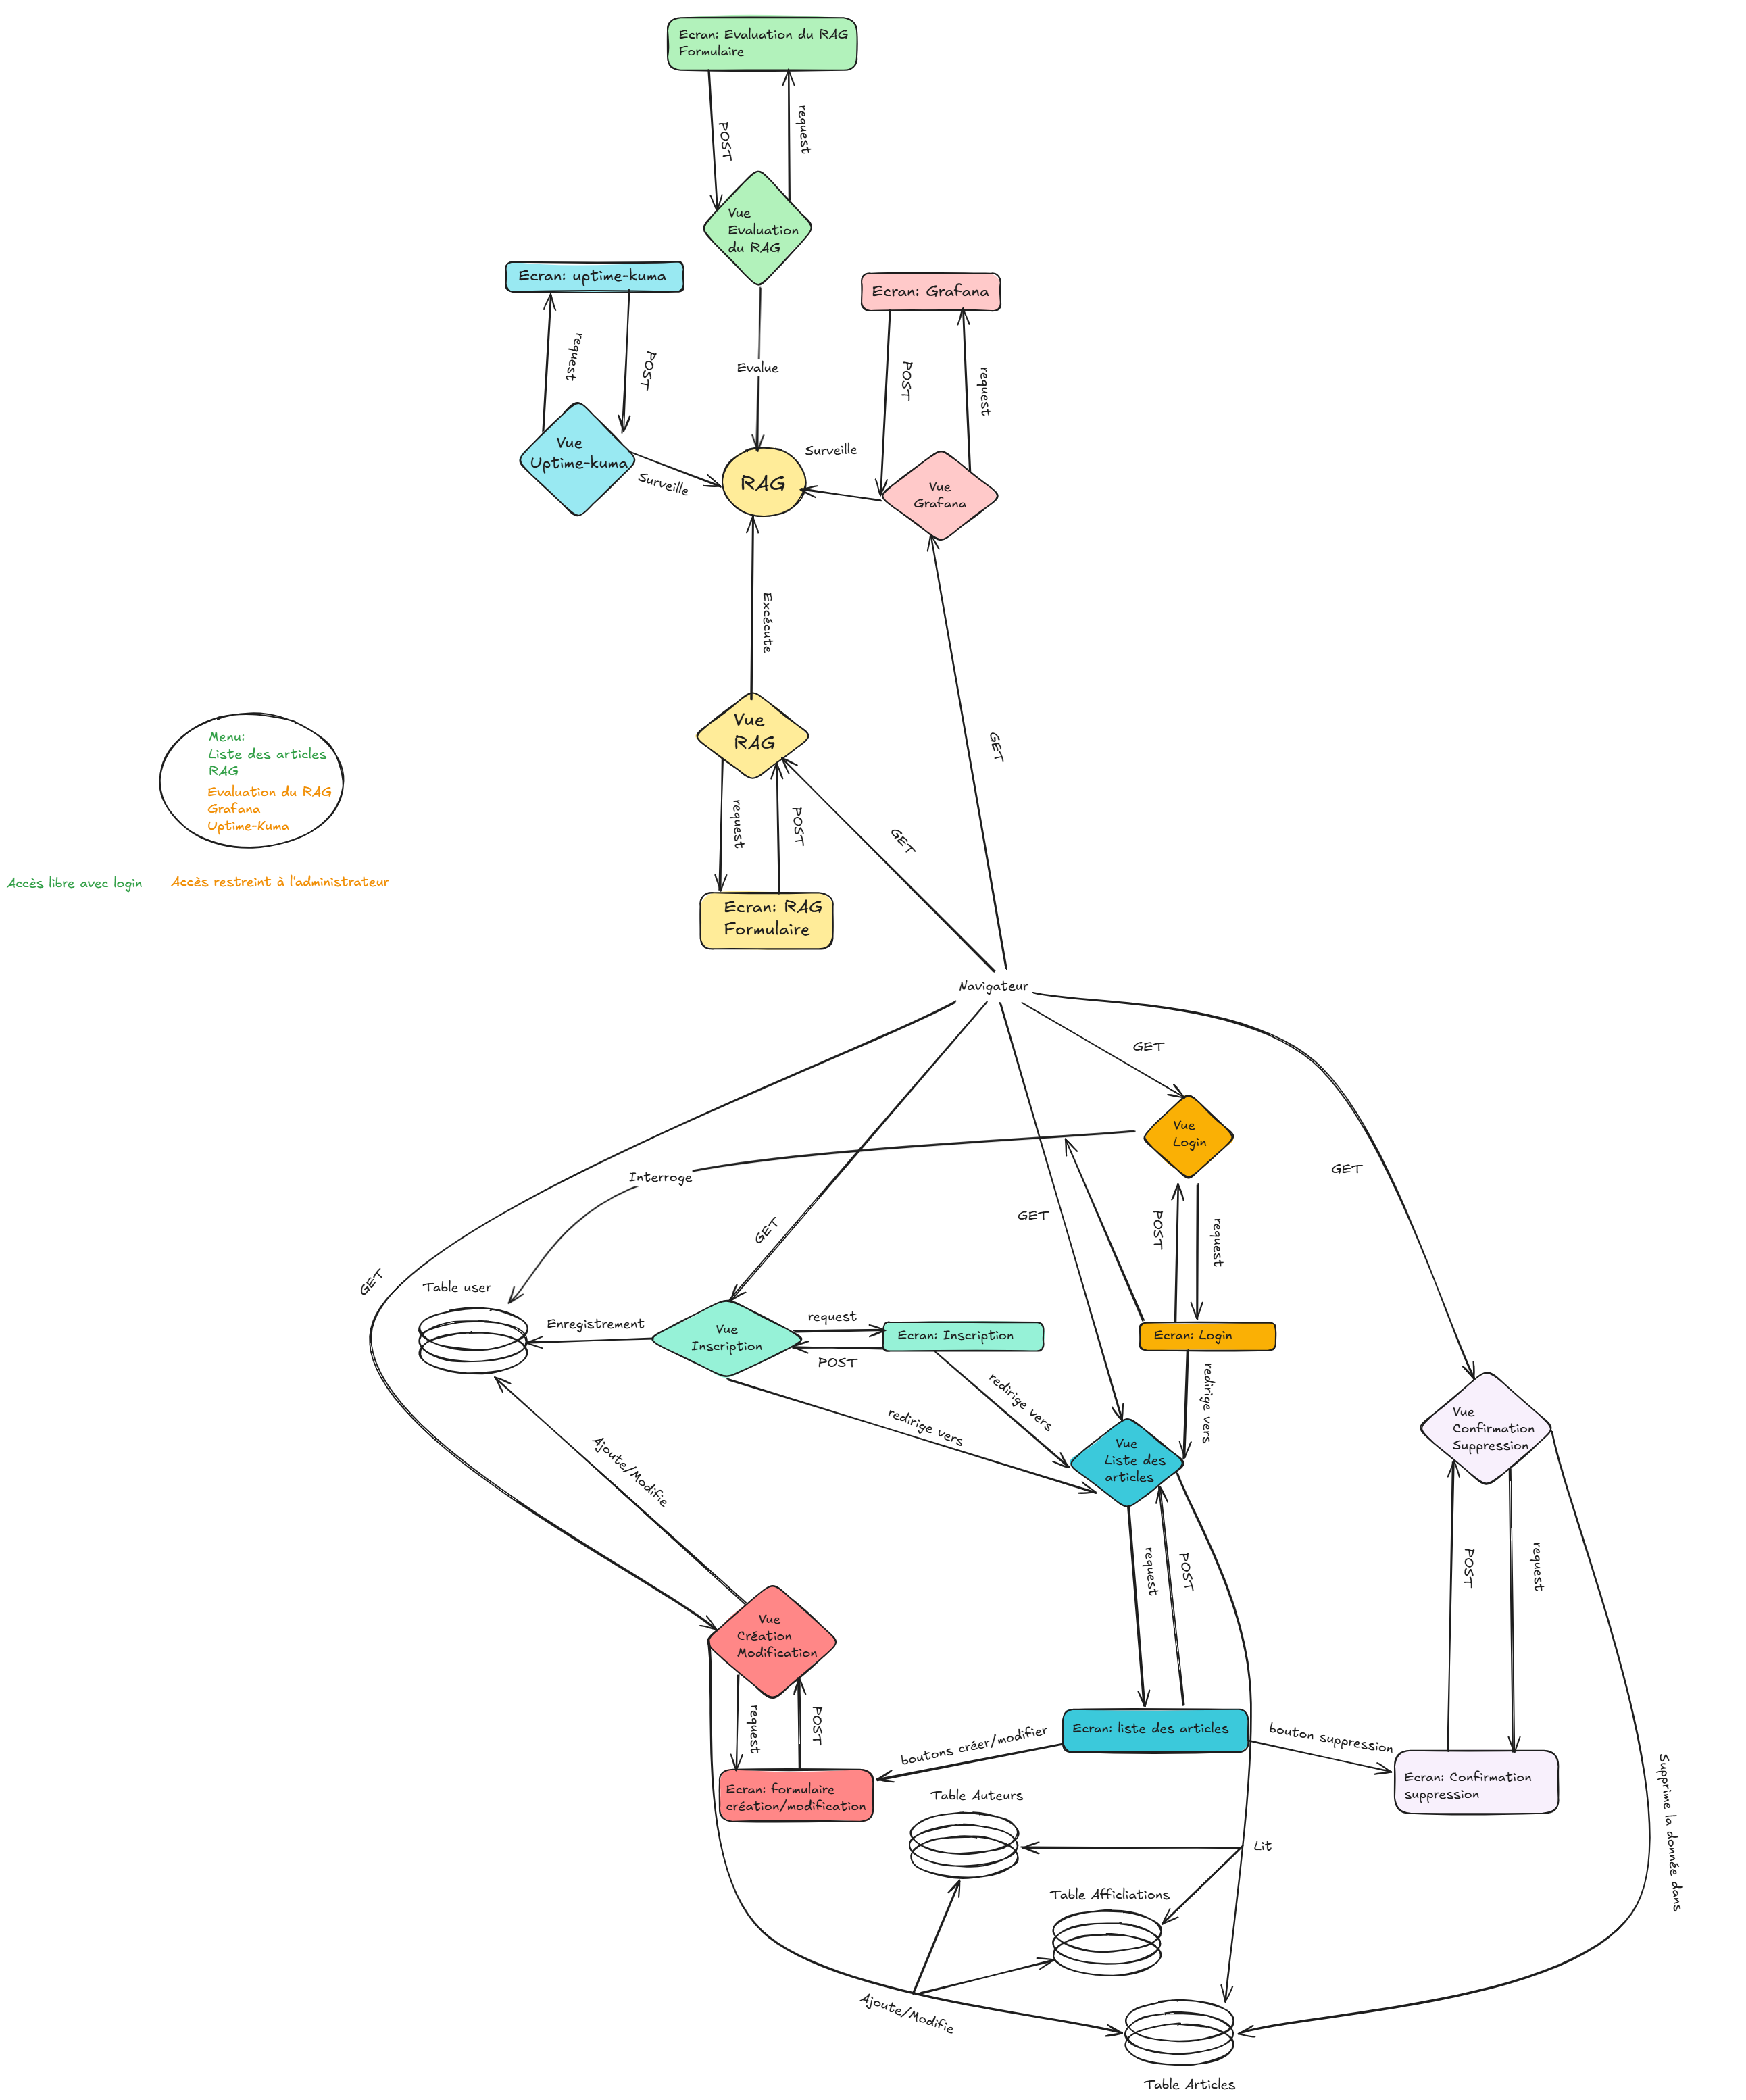 Ecran: Evaluation du RAG
Formulaire
POST
request
Vue
Evaluation
du RAG
Ecran: uptime-kuma
Ecran: Grafana
request
POST
Evalue
POST
request
Vue
Uptime-kuma
Surveille
Surveille
RAG
Vue
Grafana
Excécute
Vue
RAG
GET
Menu:
Liste des articles
RAG
Evaluation du RAG
Grafana
Uptime-Kuma
request
POST
GET
Accès libre avec login
Accès restreint à l'administrateur
Ecran: RAG
Formulaire
Navigateur
GET
Vue
Login
Interroge
GET
GET
GET
POST
request
GET
Table user
Enregistrement
Vue
Inscription
request
POST
Ecran: Inscription
Ecran: Login
redirige vers
redirige vers
redirige vers
Vue
Liste des
articles
Vue
Confirmation
Suppression
Ajoute/Modifie
request
POST
POST
request
Vue
Création
Modification
request
POST
Ecran: liste des articles
boutons créer/modifier
bouton suppression
Ecran: formulaire
création/modification
Ecran: Confirmation
suppression
Supprime la donnée dans
Table Auteurs
Lit
Table Afficliations
Ajoute/Modifie
Table Articles